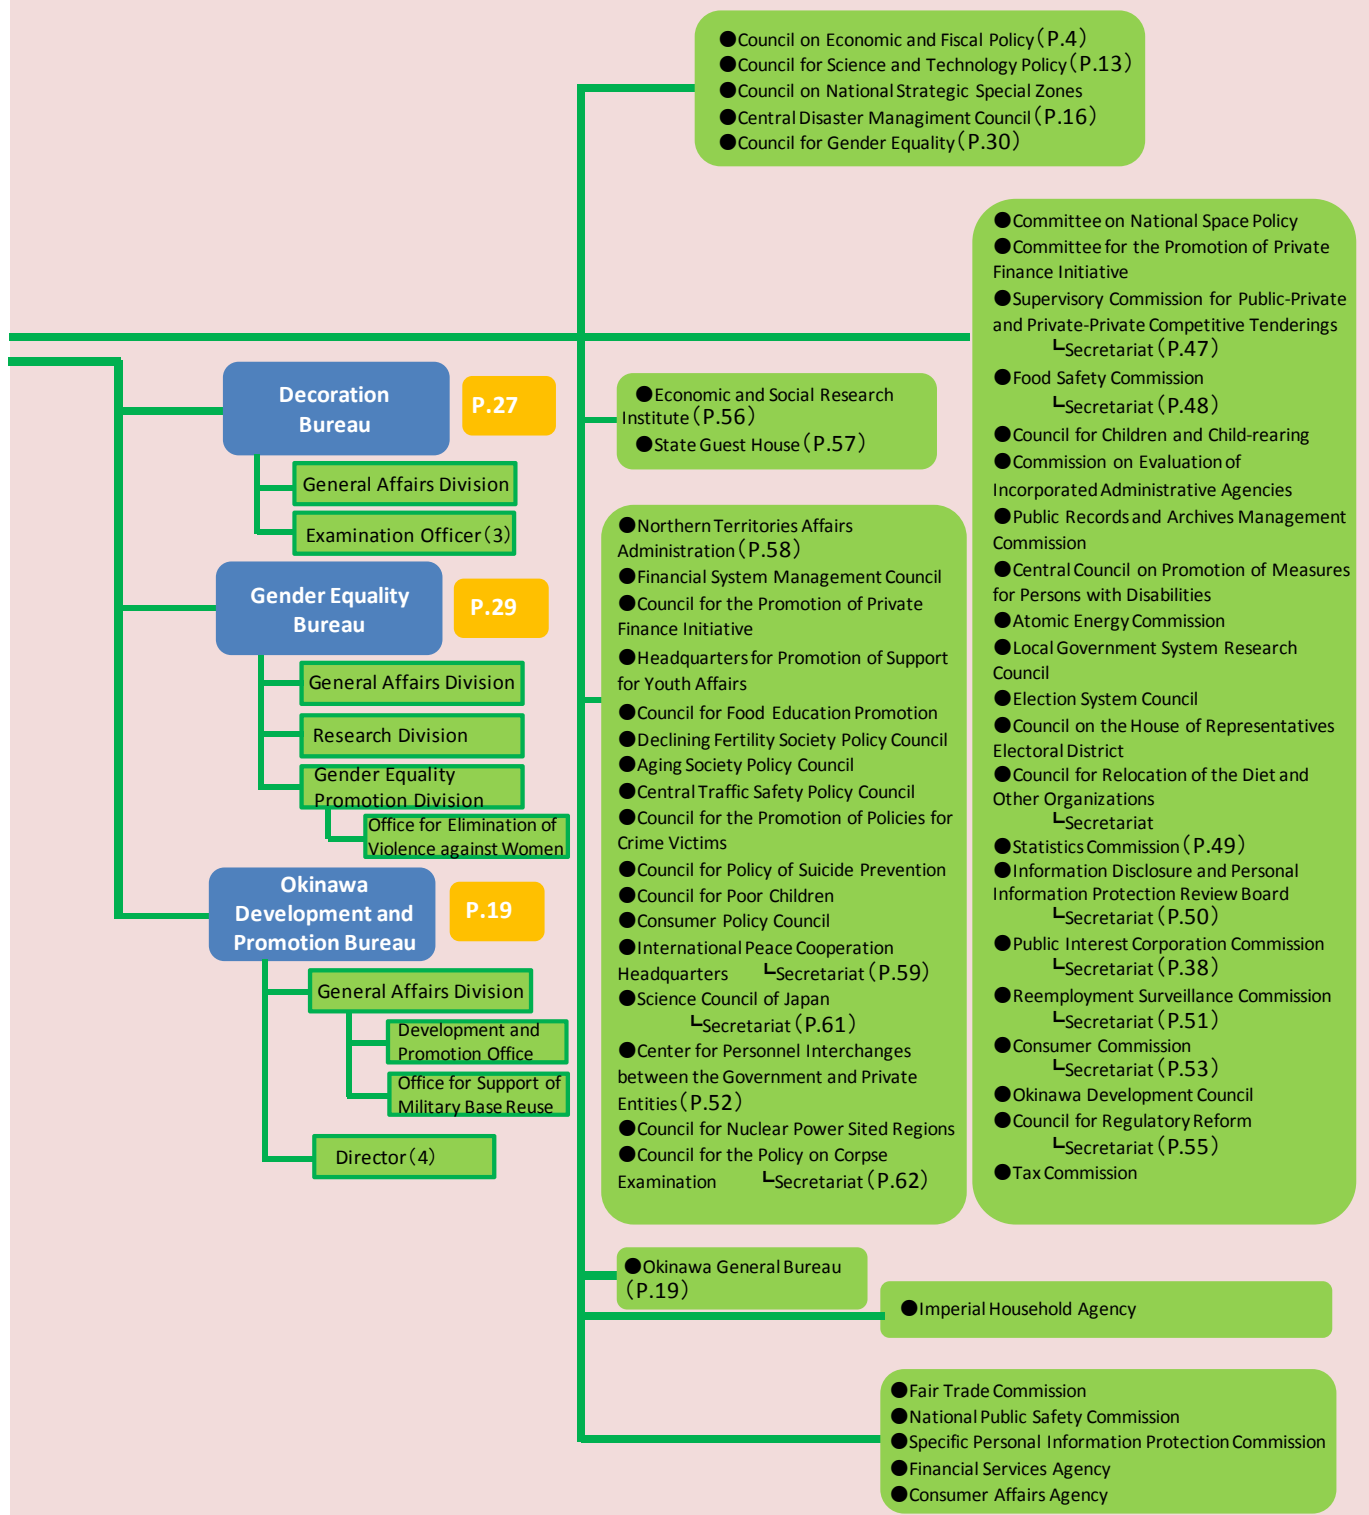 ●Council on Economic and Fiscal Policy（P.4）
●Council for Science and Technology Policy（P.13）
●Council on National Strategic Special Zones
●Central Disaster Managiment Council（P.16）
●Council for Gender Equality（P.30）
●Committee on National Space Policy
●Committee for the Promotion of Private
Finance Initiative
●Supervisory Commission for Public-Private
and Private-Private Competitive Tenderings
┗Secretariat（P.47）
●Food Safety Commission
┗Secretariat（P.48）
●Council for Children and Child-rearing
●Commission on Evaluation of
Incorporated Administrative Agencies
●Public Records and Archives Management
Commission
●Central Council on Promotion of Measures
for Persons with Disabilities
●Atomic Energy Commission
●Local Government System Research
Council
●Election System Council
●Council on the House of Representatives
Electoral District
●Council for Relocation of the Diet and
Other Organizations
┗Secretariat
●Statistics Commission（P.49）
●Information Disclosure and Personal
Information Protection Review Board
┗Secretariat（P.50）
●Public Interest Corporation Commission
┗Secretariat（P.38）
●Reemployment Surveillance Commission
┗Secretariat（P.51）
●Consumer Commission
┗Secretariat（P.53）
●Okinawa Development Council
●Council for Regulatory Reform
┗Secretariat（P.55）
●Tax Commission
Decoration
Bureau
P.27
General Affairs Division
Examination Officer（3）
Gender Equality
Bureau
P.29
General Affairs Division
Research Division
Gender Equality
Promotion Division
Office for Elimination of
Violence against Women
Okinawa
Development and
Promotion Bureau
P.19
General Affairs Division
Development and
Promotion Office
Office for Support of
Military Base Reuse
Director（4）
●Economic and Social Research
Institute（P.56）
●State Guest House（P.57）
●Northern Territories Affairs
Administration（P.58）
●Financial System Management Council
●Council for the Promotion of Private
Finance Initiative
●Headquarters for Promotion of Support
for Youth Affairs
●Council for Food Education Promotion
●Declining Fertility Society Policy Council
●Aging Society Policy Council
●Central Traffic Safety Policy Council
●Council for the Promotion of Policies for
Crime Victims
●Council for Policy of Suicide Prevention
●Council for Poor Children
●Consumer Policy Council
●International Peace Cooperation
Headquarters ┗Secretariat（P.59）
●Science Council of Japan
┗Secretariat（P.61）
●Center for Personnel Interchanges
between the Government and Private
Entities（P.52）
●Council for Nuclear Power Sited Regions
●Council for the Policy on Corpse
Examination ┗Secretariat（P.62）
●Okinawa General Bureau
（P.19）
●Imperial Household Agency
●Fair Trade Commission
●National Public Safety Commission
●Specific Personal Information Protection Commission
●Financial Services Agency
●Consumer Affairs Agency